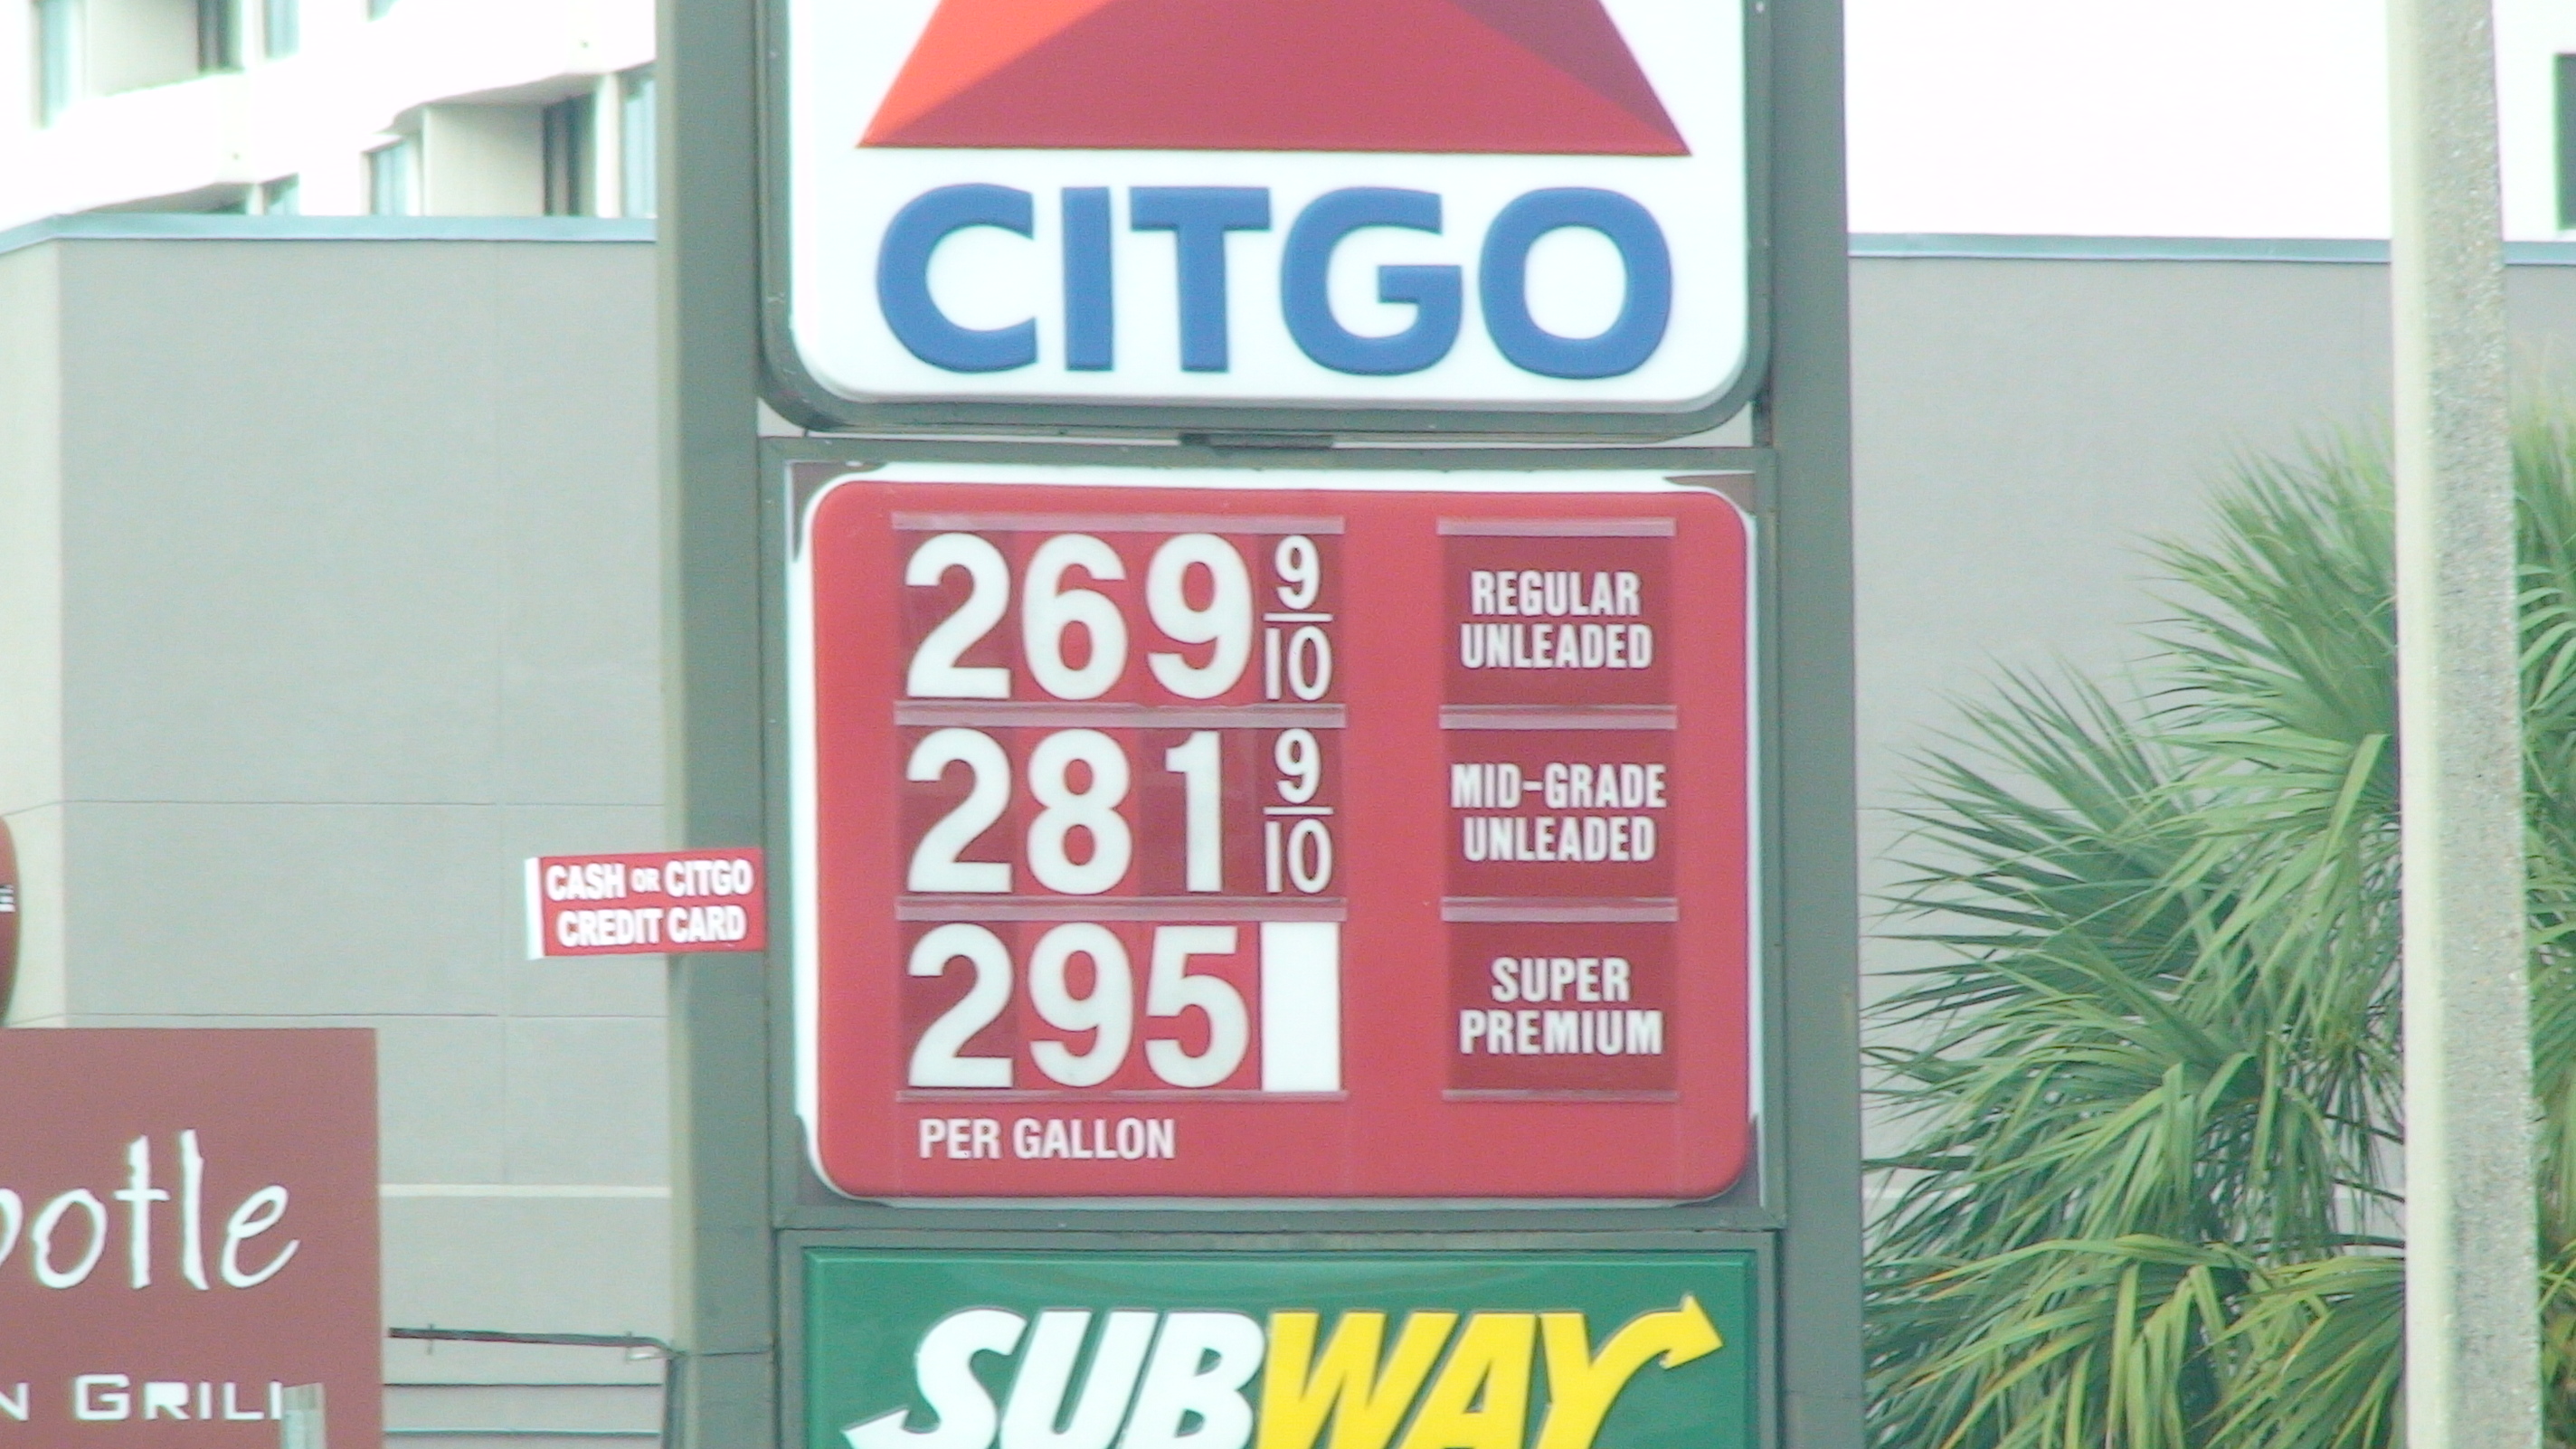 CITGO
269 9/10 REGULAR UNLEADED
281 9/10 MID-GRADE UNLEADED
295 SUPER PREMIUM
PER GALLON
CASH OR CITGO
CREDIT CARD
otle
N GRILL
SUBWAY